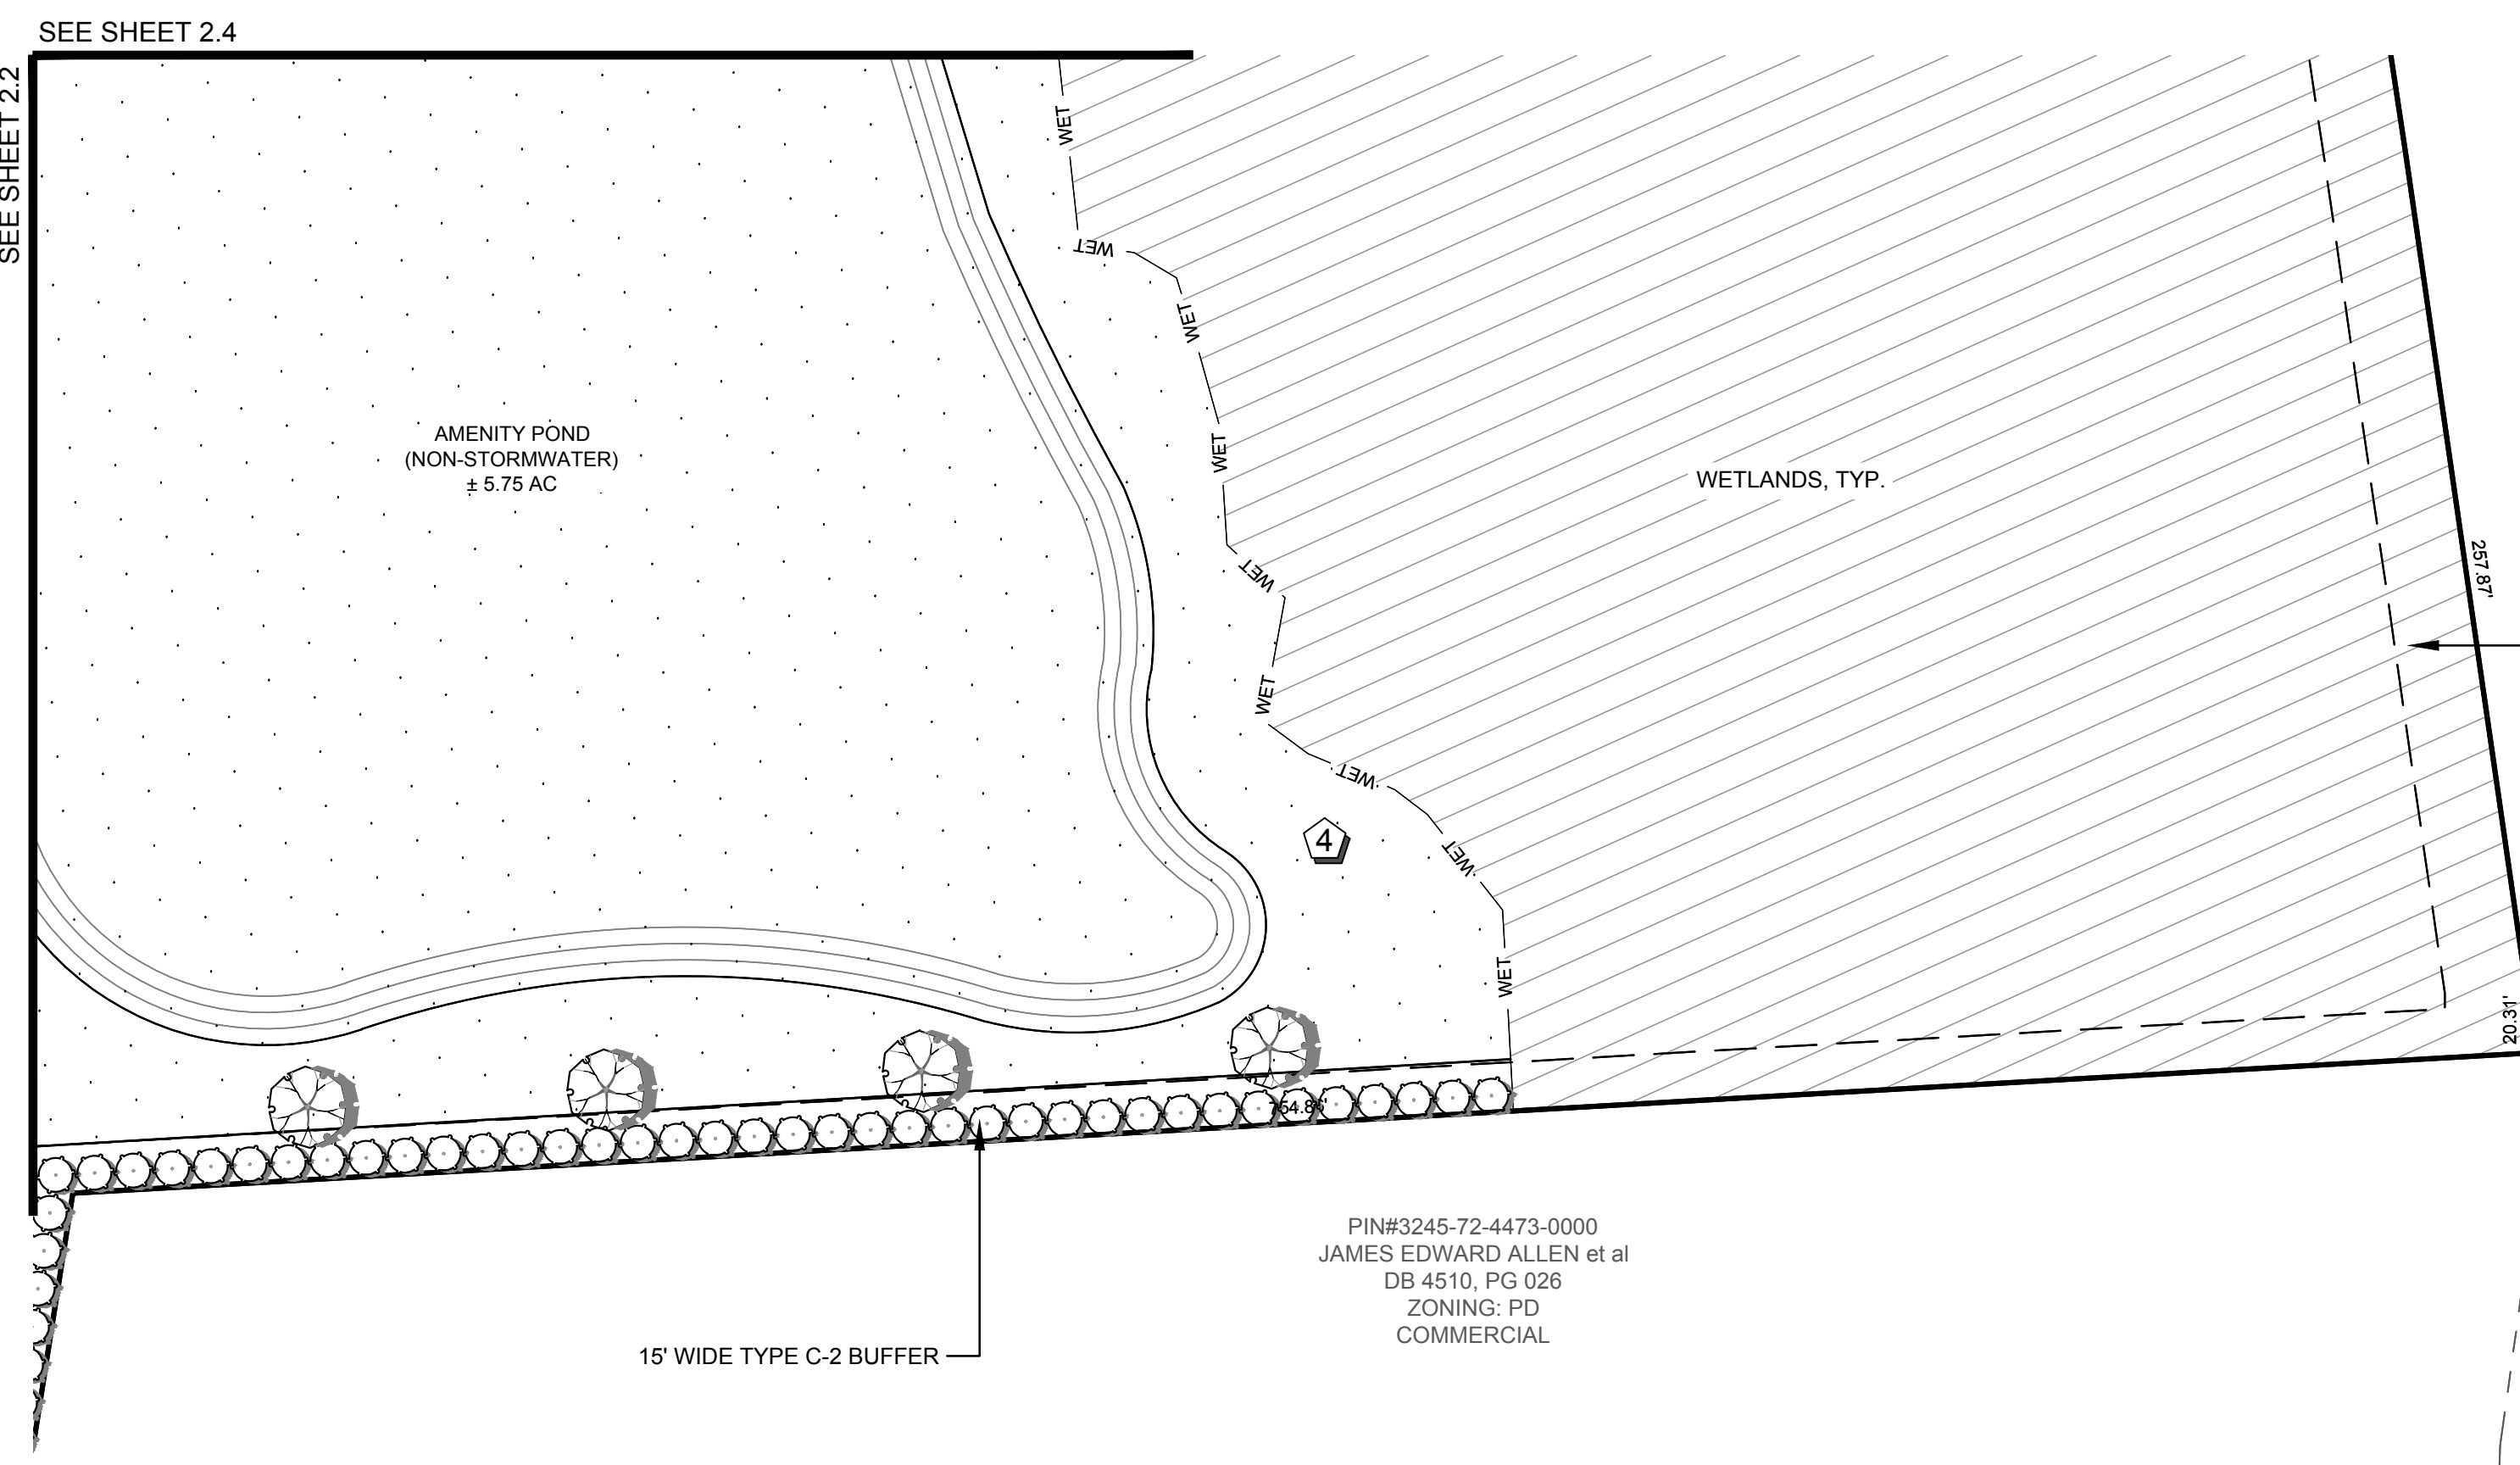 SEE SHEET 2.4
SEE SHEET 2.2
WET
WET
WET
WET
WET
WET
WET
WET
WET
AMENITY POND
(NON-STORMWATER)
± 5.75 AC
WETLANDS, TYP.
257.87'
4
20.31'
754.86'
PIN#3245-72-4473-0000
JAMES EDWARD ALLEN et al
DB 4510, PG 026
ZONING: PD
COMMERCIAL
15' WIDE TYPE C-2 BUFFER